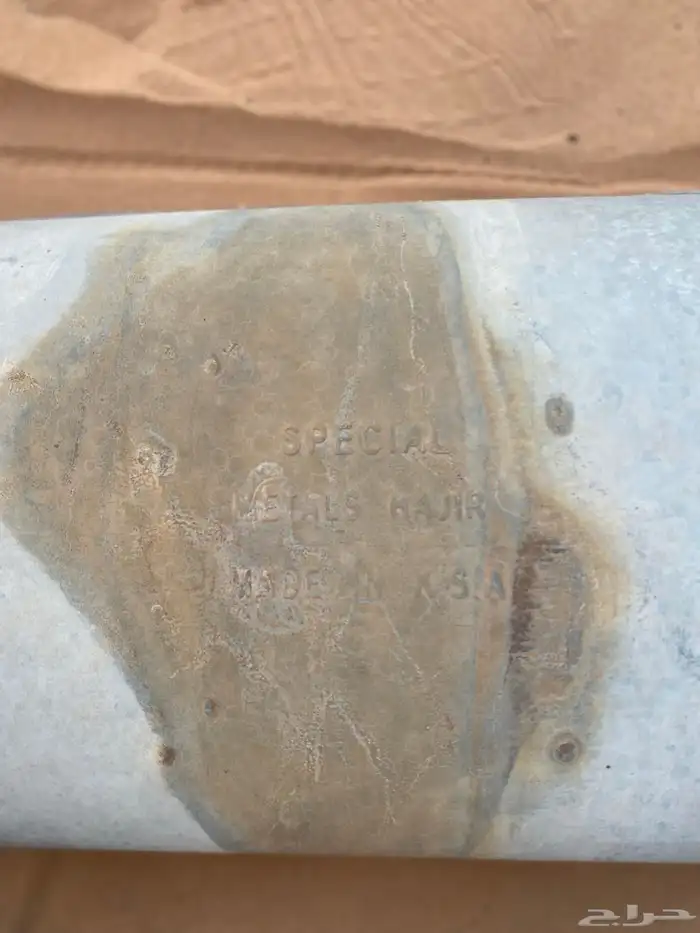 SPECIAL
METALS HAJIR
MADE IN K.S.A
حراج